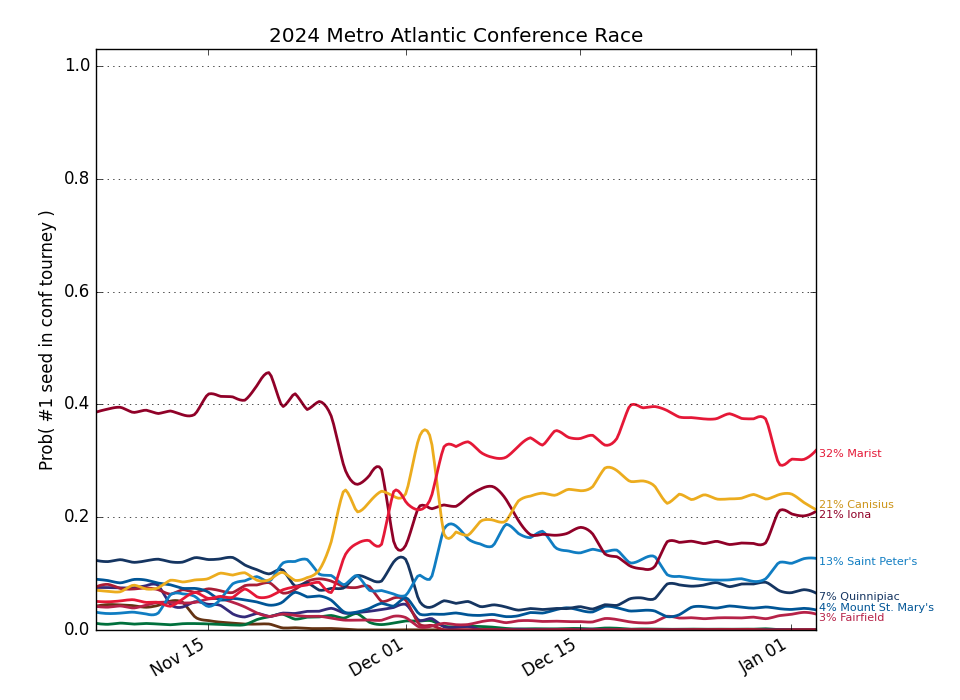 2024 Metro Atlantic Conference Race
Prob( #1 seed in conf tourney )
1.0
0.8
0.6
0.4
0.2
0.0
32% Marist
21% Canisius
21% Iona
13% Saint Peter's
7% Quinnipiac
4% Mount St. Mary's
3% Fairfield
Nov 15
Dec 01
Dec 15
Jan 01